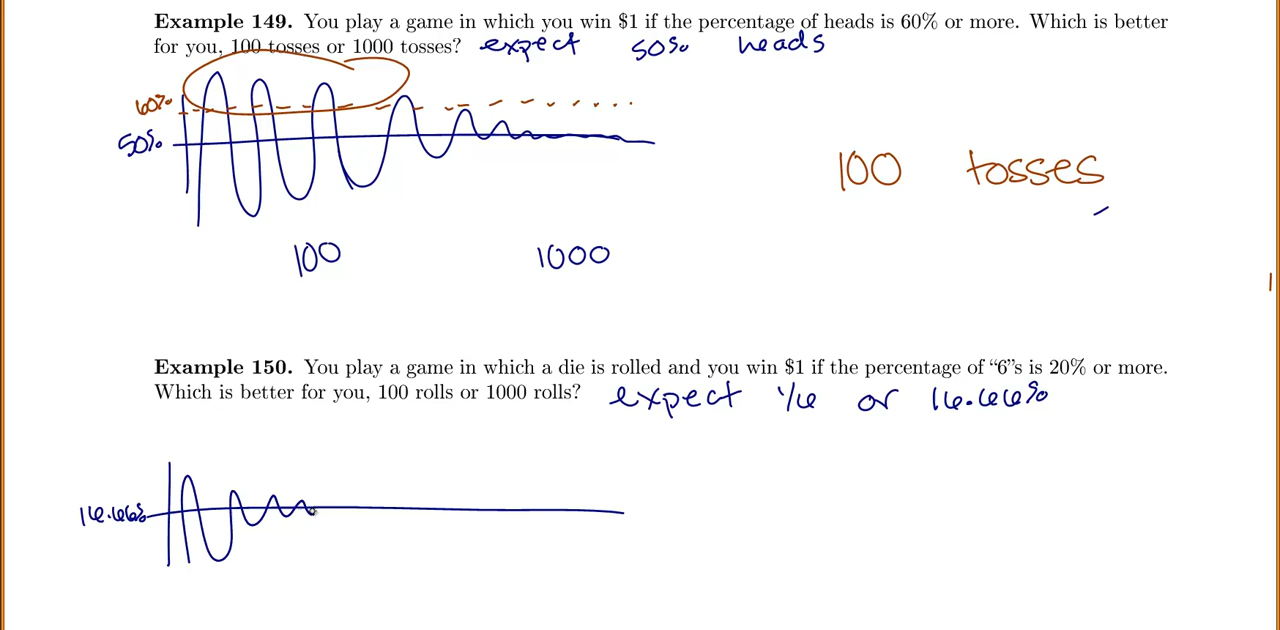 Example 149. You play a game in which you win $1 if the percentage of heads is 60% or more. Which is better
for you, 100 tosses or 1000 tosses? expect 50% heads
60%
50%
100 tosses
100 1000
Example 150. You play a game in which a die is rolled and you win $1 if the percentage of “6”s is 20% or more.
Which is better for you, 100 rolls or 1000 rolls? expect 1/6 or 16.66%
16.66%